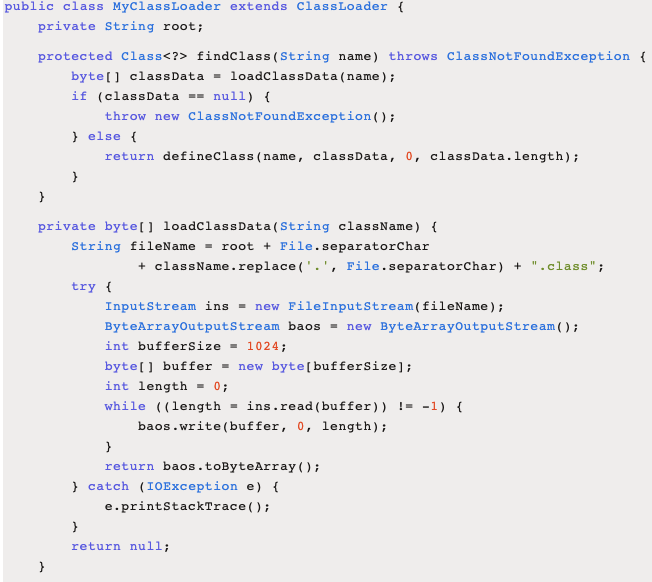 public class MyClassLoader extends ClassLoader {
    private String root;
    protected Class<?> findClass(String name) throws ClassNotFoundException {
        byte[] classData = loadClassData(name);
        if (classData == null) {
            throw new ClassNotFoundException();
        } else {
            return defineClass(name, classData, 0, classData.length);
        }
    }
    private byte[] loadClassData(String className) {
        String fileName = root + File.separatorChar
                + className.replace('.', File.separatorChar) + ".class";
        try {
            InputStream ins = new FileInputStream(fileName);
            ByteArrayOutputStream baos = new ByteArrayOutputStream();
            int bufferSize = 1024;
            byte[] buffer = new byte[bufferSize];
            int length = 0;
            while ((length = ins.read(buffer)) != -1) {
                baos.write(buffer, 0, length);
            }
            return baos.toByteArray();
        } catch (IOException e) {
            e.printStackTrace();
        }
        return null;
    }